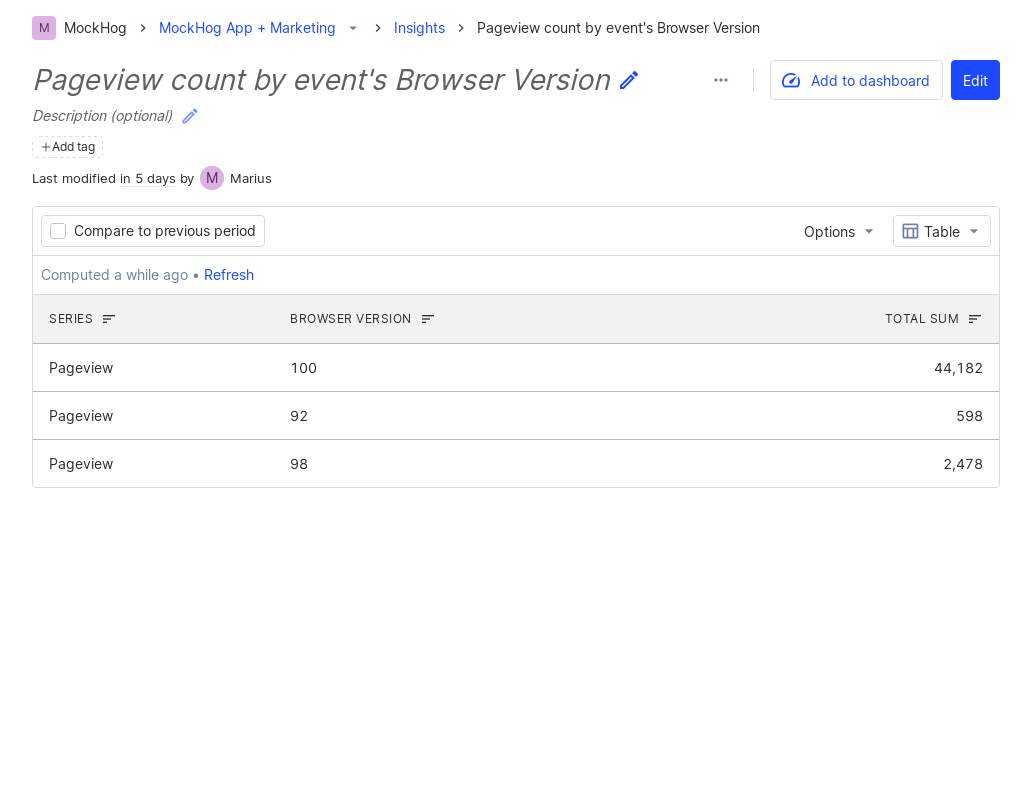 M MockHog MockHog App + Marketing Insights Pageview count by event's Browser Version
Pageview count by event's Browser Version
Add to dashboard Edit
Description (optional)
+Add tag
Last modified in 5 days by M Marius
Compare to previous period Options Table
Computed a while ago • Refresh
SERIES BROWSER VERSION TOTAL SUM
Pageview 100 44,182
Pageview 92 598
Pageview 98 2,478